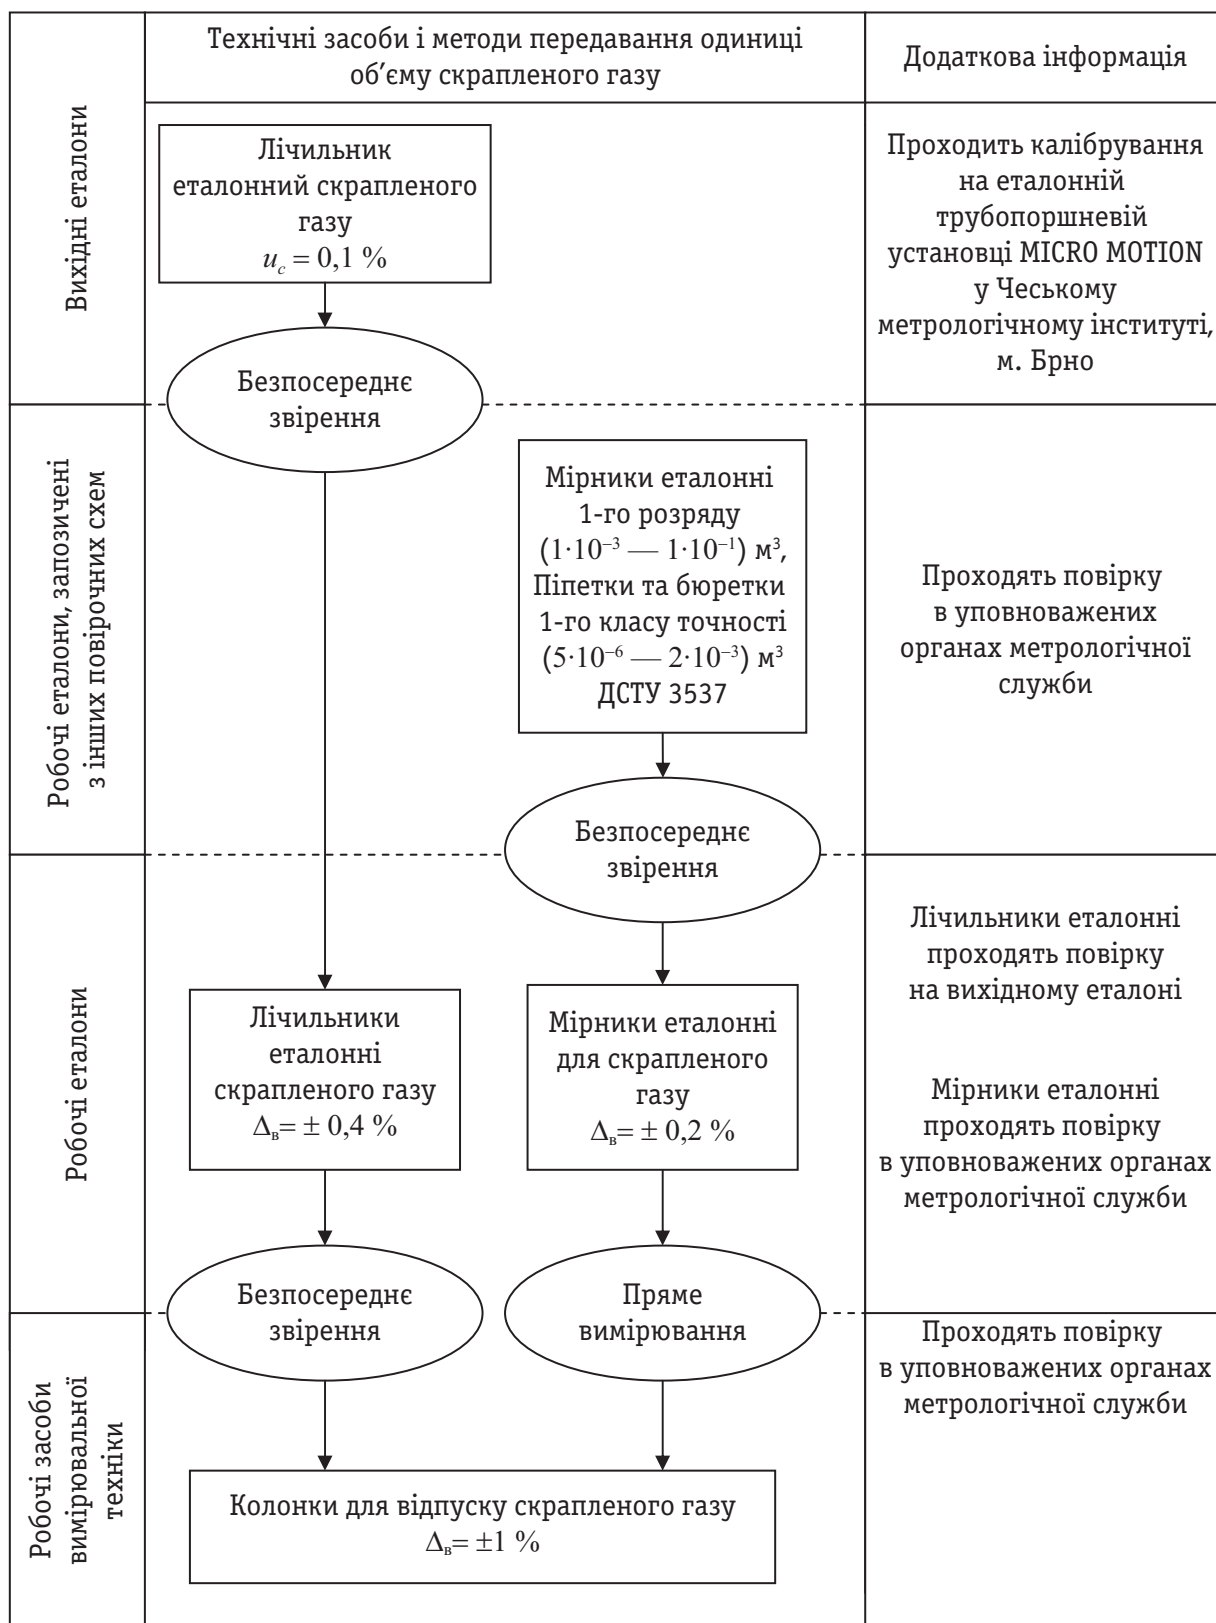 Технічні засоби і методи передавання одиниці
об’єму скрапленого газу
Додаткова інформація
Вихідні еталони
Лічильник
еталонний скрапленого
газу
u_c = 0,1 %
Проходить калібрування
на еталонній
трубопоршневій
установці MICRO MOTION
у Чеському
метрологічному інституті,
м. Брно
Безпосереднє
звірення
Робочі еталони, запозичені
з інших повірочних схем
Мірники еталонні
1-го розряду
(1·10⁻³ — 1·10⁻¹) м³,
Піпетки та бюретки
1-го класу точності
(5·10⁻⁶ — 2·10⁻³) м³
ДСТУ 3537
Проходять повірку
в уповноважених
органах метрологічної
служби
Безпосереднє
звірення
Робочі еталони
Лічильники
еталонні
скрапленого газу
Δв= ± 0,4 %
Мірники еталонні
для скрапленого
газу
Δв= ± 0,2 %
Лічильники еталонні
проходять повірку
на вихідному еталоні
Мірники еталонні
проходять повірку
в уповноважених органах
метрологічної служби
Безпосереднє
звірення
Пряме
вимірювання
Робочі засоби
вимірювальної
техніки
Колонки для відпуску скрапленого газу
Δв= ±1 %
Проходять повірку
в уповноважених органах
метрологічної служби